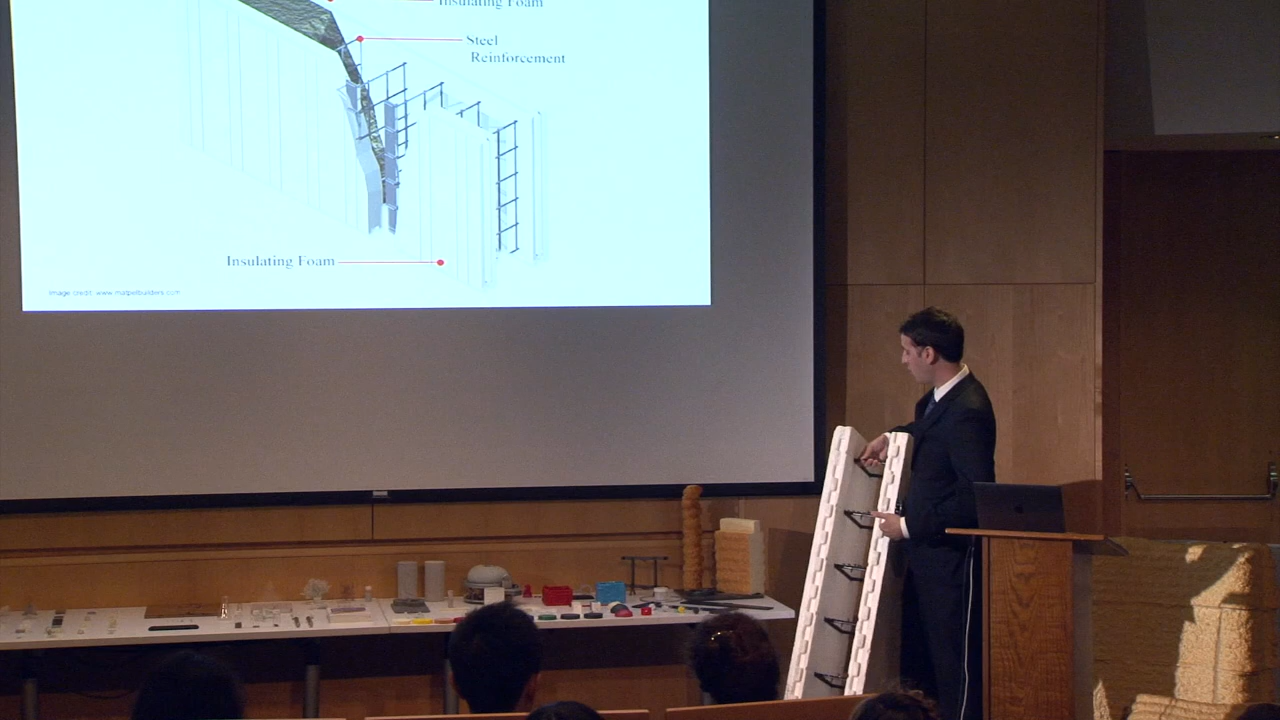 Insulating Foam
Steel
Reinforcement
Insulating Foam
Image credit: www.matpelbuilders.com